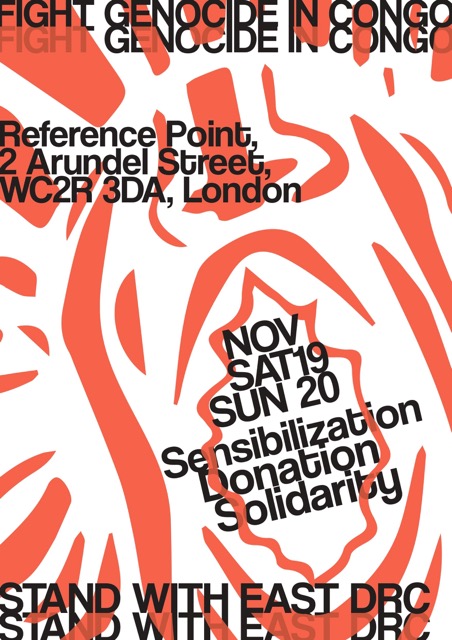 FIGHT GENOCIDE IN CONGO
FIGHT GENOCIDE IN CONGO
Reference Point,
2 Arundel Street,
WC2R 3DA, London
NOV
SAT19
SUN 20
Sensibilization
Donation
Solidarity
STAND WITH EAST DRC
STAND WITH EAST DRC